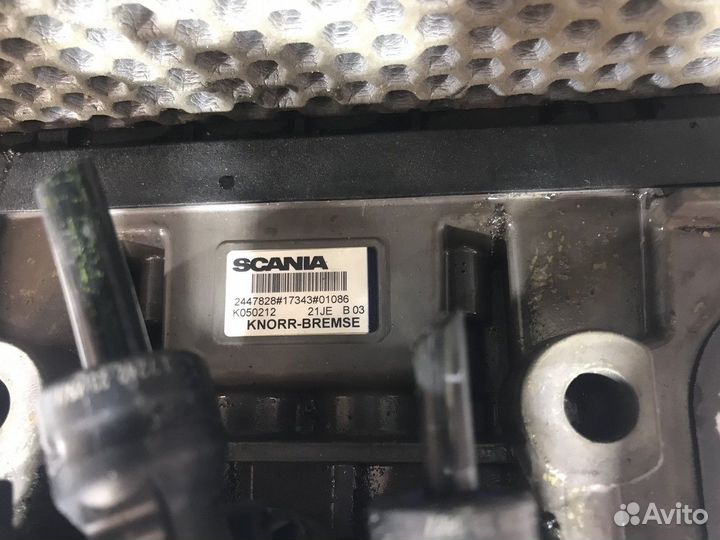 SCANIA
2447828#17343#01086
K050212 21JE B 03
KNORR-BREMSE
Avito